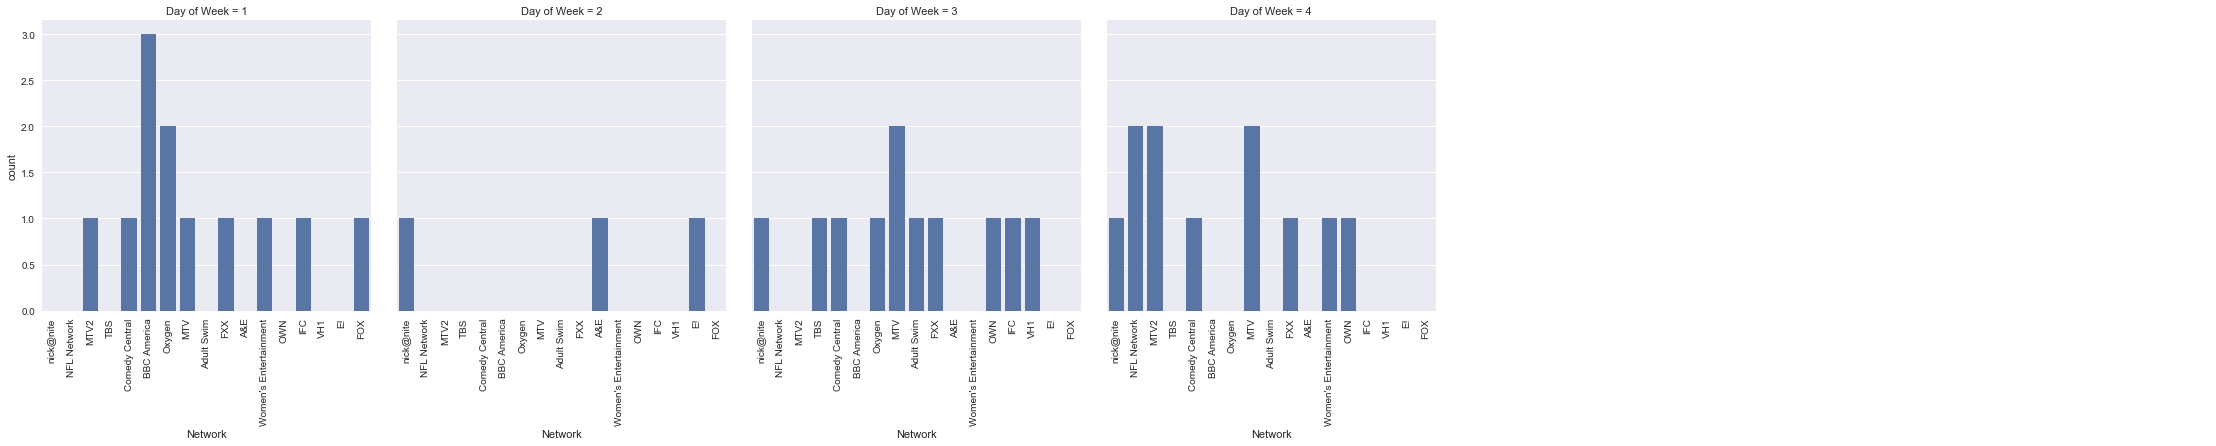 Day of Week = 1
Day of Week = 2
Day of Week = 3
Day of Week = 4
count
3.0
2.5
2.0
1.5
1.0
0.5
0.0
nick@nite
NFL Network
MTV2
TBS
Comedy Central
BBC America
Oxygen
MTV
Adult Swim
FXX
A&E
Women's Entertainment
OWN
IFC
VH1
E!
FOX
nick@nite
NFL Network
MTV2
TBS
Comedy Central
BBC America
Oxygen
MTV
Adult Swim
FXX
A&E
Women's Entertainment
OWN
IFC
VH1
E!
FOX
nick@nite
NFL Network
MTV2
TBS
Comedy Central
BBC America
Oxygen
MTV
Adult Swim
FXX
A&E
Women's Entertainment
OWN
IFC
VH1
E!
FOX
nick@nite
NFL Network
MTV2
TBS
Comedy Central
BBC America
Oxygen
MTV
Adult Swim
FXX
A&E
Women's Entertainment
OWN
IFC
VH1
E!
FOX
Network
Network
Network
Network